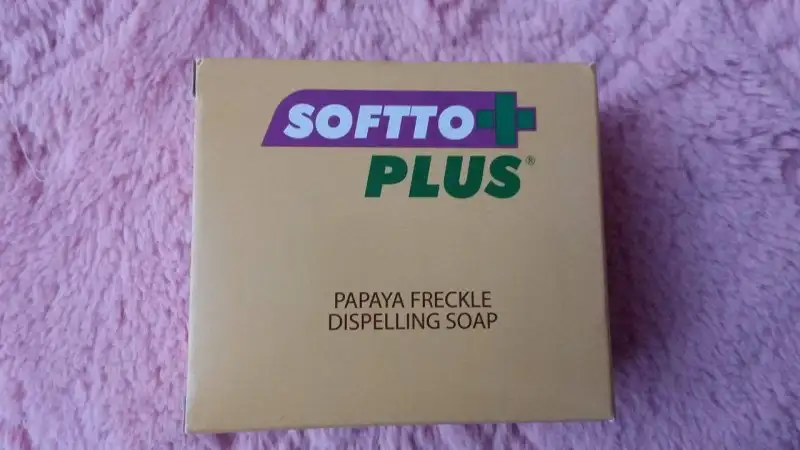 SOFTTO
PLUS®
PAPAYA FRECKLE
DISPELLING SOAP